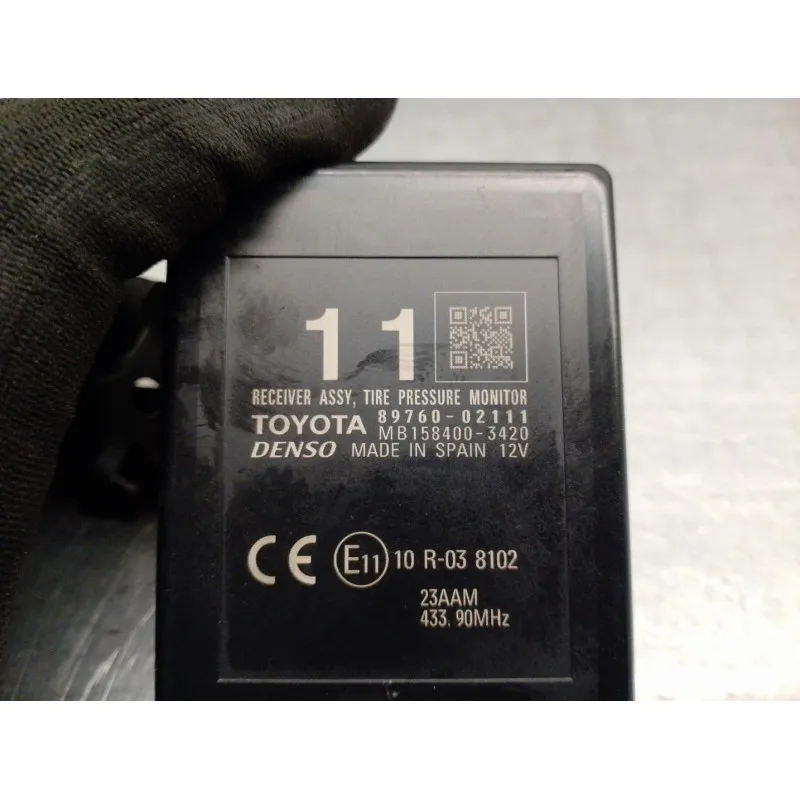 11
RECEIVER ASSY, TIRE PRESSURE MONITOR
TOYOTA 89760-02111
MB158400-3420
DENSO MADE IN SPAIN 12V
CE E11 10 R-03 8102
23AAM
433.90MHz